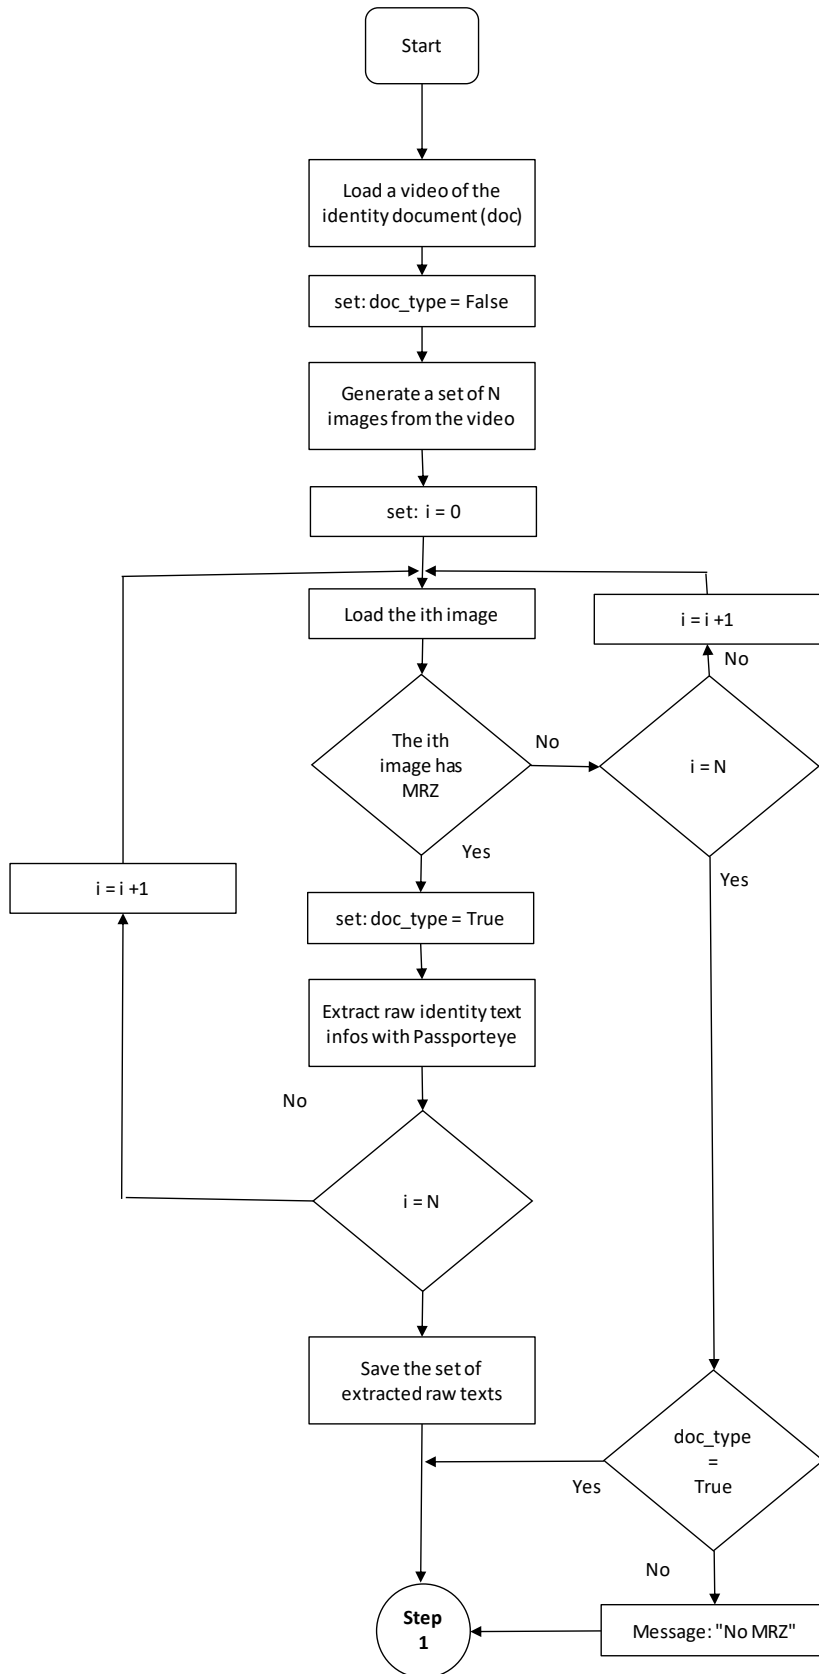 Start
Load a video of the
identity document (doc)
set: doc_type = False
Generate a set of N
images from the video
set: i = 0
Load the ith image
i = i +1
No
The ith
image has
MRZ
No
i = N
Yes
Yes
i = i +1
set: doc_type = True
Extract raw identity text
infos with Passporteye
No
i = N
Save the set of
extracted raw texts
doc_type
=
True
Yes
No
Step
1
Message: "No MRZ"